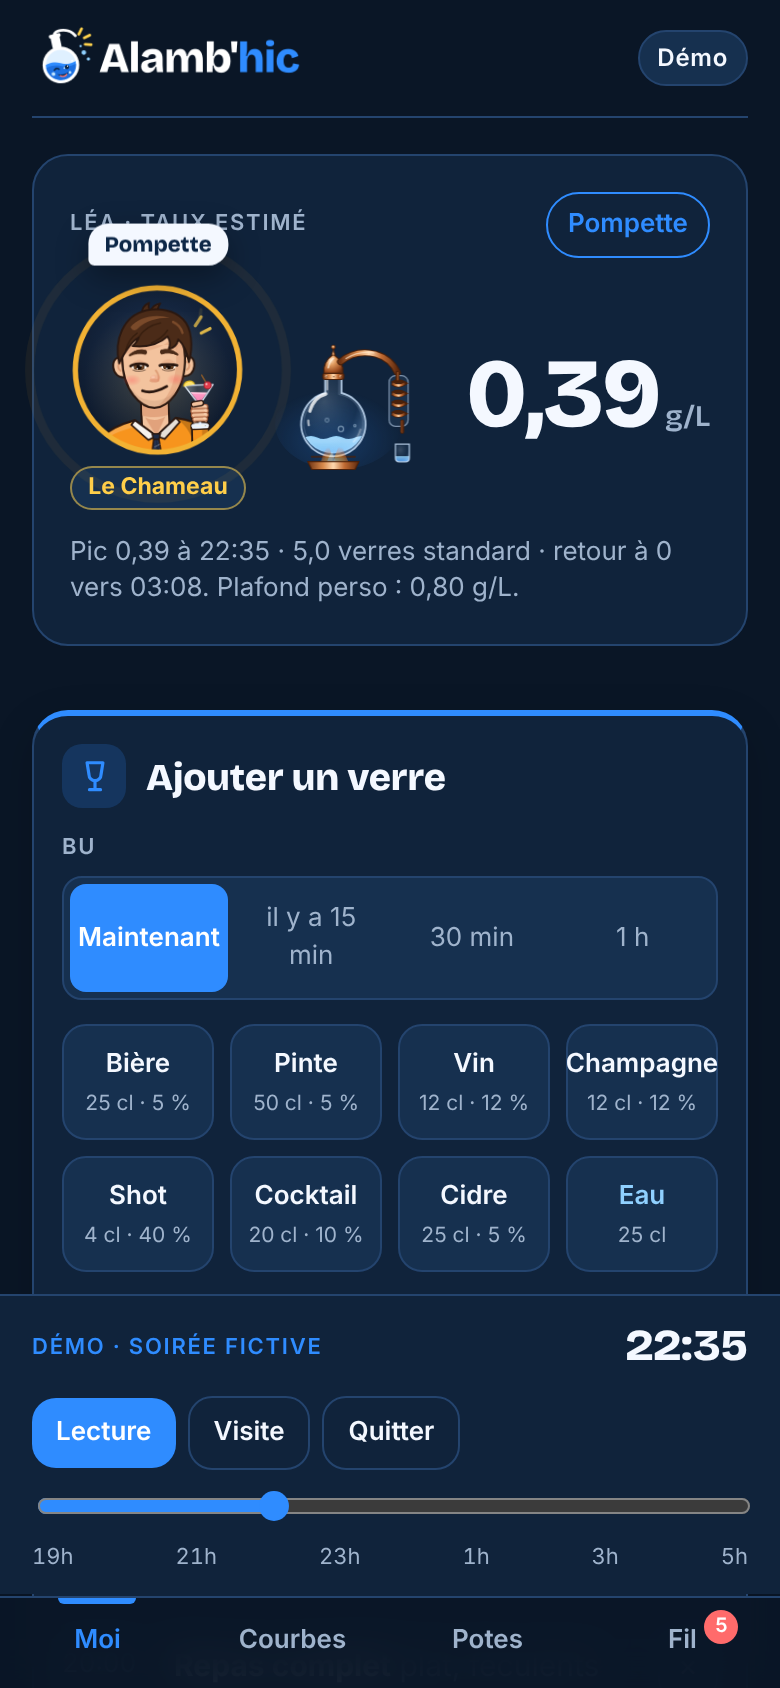 Alamb'hic
Démo
LÉA · TAUX ESTIMÉ
Pompette
Pompette
0,39 g/L
Le Chameau
Pic 0,39 à 22:35 · 5,0 verres standard · retour à 0
vers 03:08. Plafond perso : 0,80 g/L.
Ajouter un verre
BU
Maintenant
il y a 15
min
30 min
1 h
Bière
25 cl · 5 %
Pinte
50 cl · 5 %
Vin
12 cl · 12 %
Champagne
12 cl · 12 %
Shot
4 cl · 40 %
Cocktail
20 cl · 10 %
Cidre
25 cl · 5 %
Eau
25 cl
DÉMO · SOIRÉE FICTIVE
22:35
Lecture
Visite
Quitter
19h 21h 23h 1h 3h 5h
Moi
Courbes
Potes
Fil
5
Repas complet